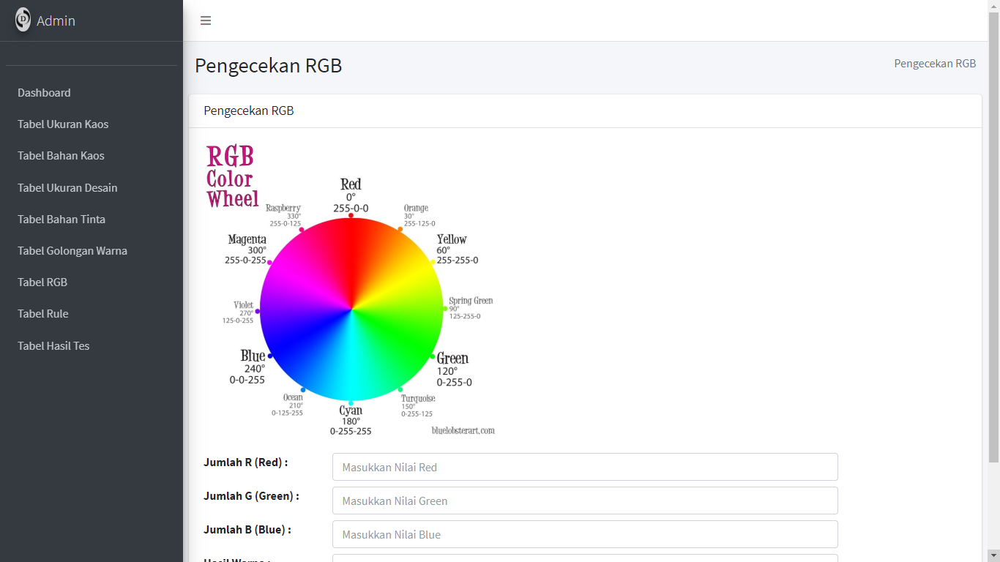 D Admin
Dashboard
Tabel Ukuran Kaos
Tabel Bahan Kaos
Tabel Ukuran Desain
Tabel Bahan Tinta
Tabel Golongan Warna
Tabel RGB
Tabel Rule
Tabel Hasil Tes
Pengecekan RGB
Pengecekan RGB
Pengecekan RGB
RGB
Color
Wheel
Red
0°
255-0-0
Orange
30°
255-125-0
Yellow
60°
255-255-0
Spring Green
90°
125-255-0
Green
120°
0-255-0
Turquoise
150°
0-255-125
Cyan
180°
0-255-255
Ocean
210°
0-125-255
Blue
240°
0-0-255
Violet
270°
125-0-255
Magenta
300°
255-0-255
Raspberry
330°
255-0-125
bluelobsterart.com
Jumlah R (Red) : Masukkan Nilai Red
Jumlah G (Green) : Masukkan Nilai Green
Jumlah B (Blue) : Masukkan Nilai Blue
Hasil Warna :